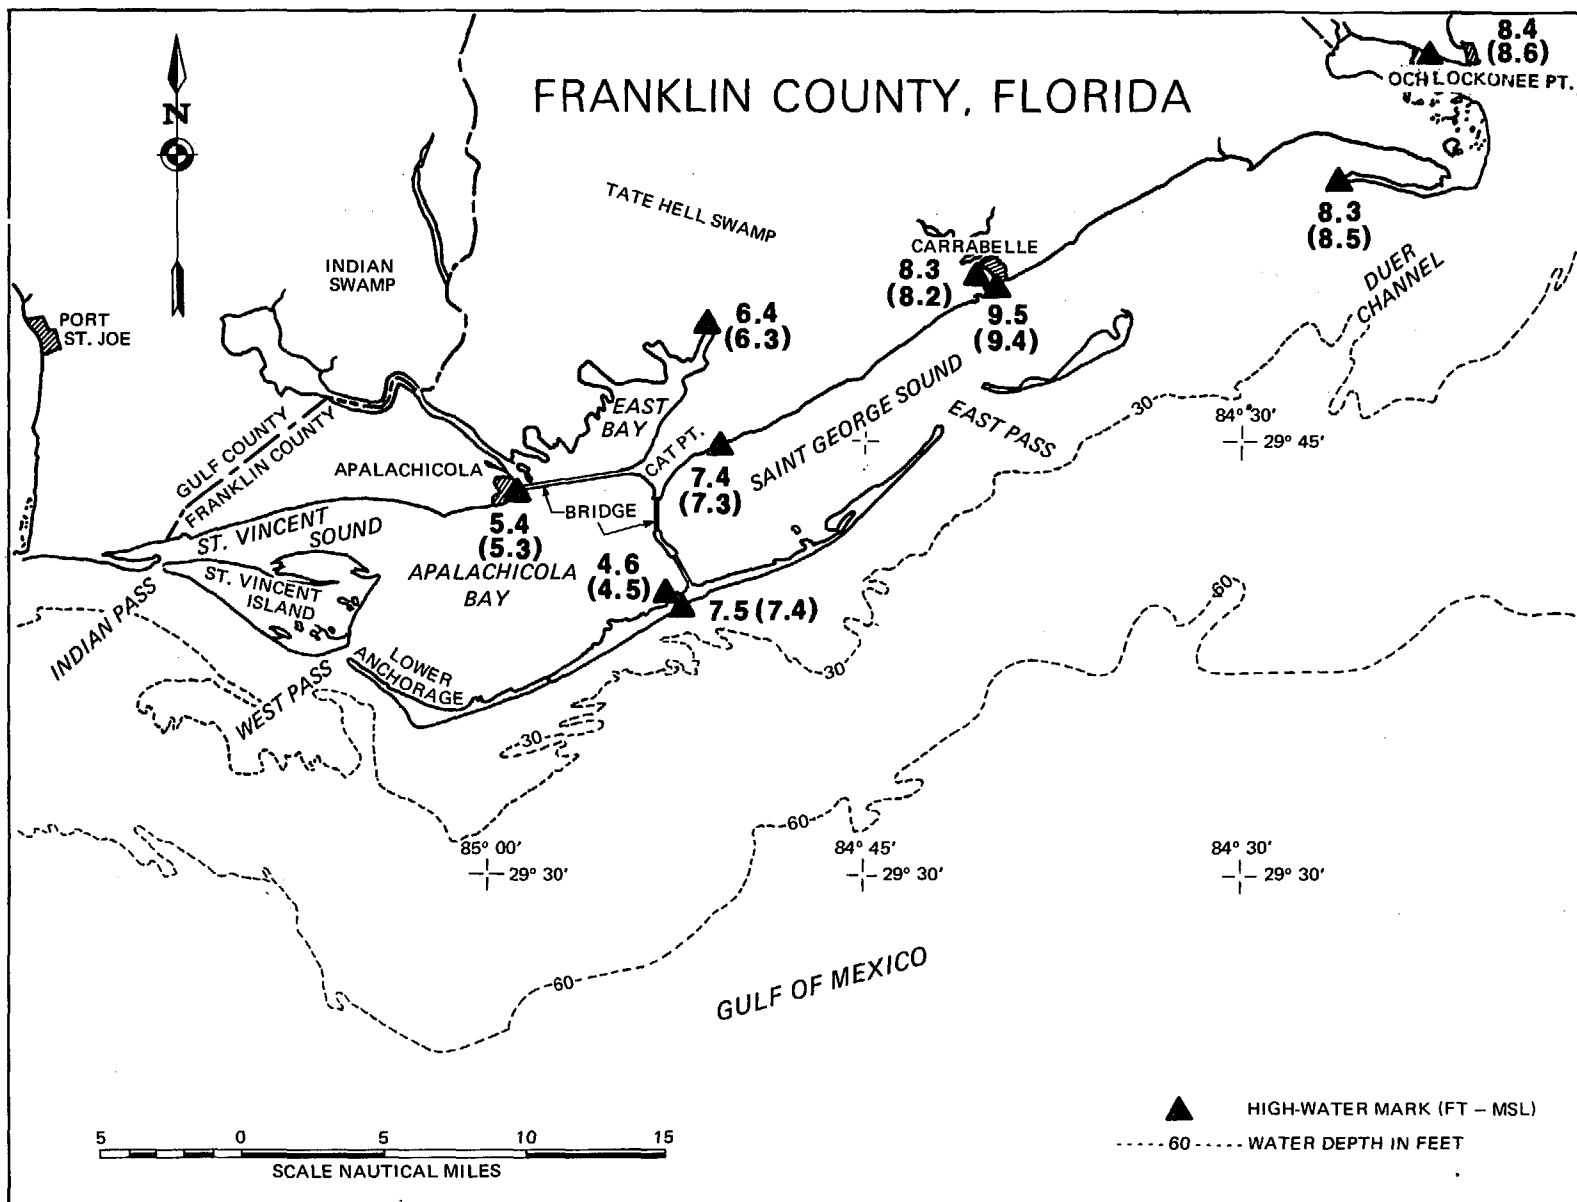 FRANKLIN COUNTY, FLORIDA
N
8.4
(8.6)
OCHLOCKONEE PT.
TATE HELL SWAMP
8.3
(8.5)
CARRABELLE
8.3
(8.2)
9.5
(9.4)
DUER
CHANNEL
INDIAN
SWAMP
PORT
ST. JOE
6.4
(6.3)
EAST
BAY
CAT PT.
SAINT GEORGE SOUND
EAST PASS
30
84° 30'
29° 45'
GULF COUNTY
FRANKLIN COUNTY
APALACHICOLA
7.4
(7.3)
BRIDGE
5.4
(5.3)
ST. VINCENT
SOUND
APALACHICOLA
BAY
4.6
(4.5)
7.5 (7.4)
ST. VINCENT
ISLAND
INDIAN PASS
WEST PASS
LOWER
ANCHORAGE
60
30
30
60
85° 00'
29° 30'
84° 45'
29° 30'
84° 30'
29° 30'
60
GULF OF MEXICO
HIGH-WATER MARK (FT – MSL)
60 WATER DEPTH IN FEET
5 0 5 10 15
SCALE NAUTICAL MILES